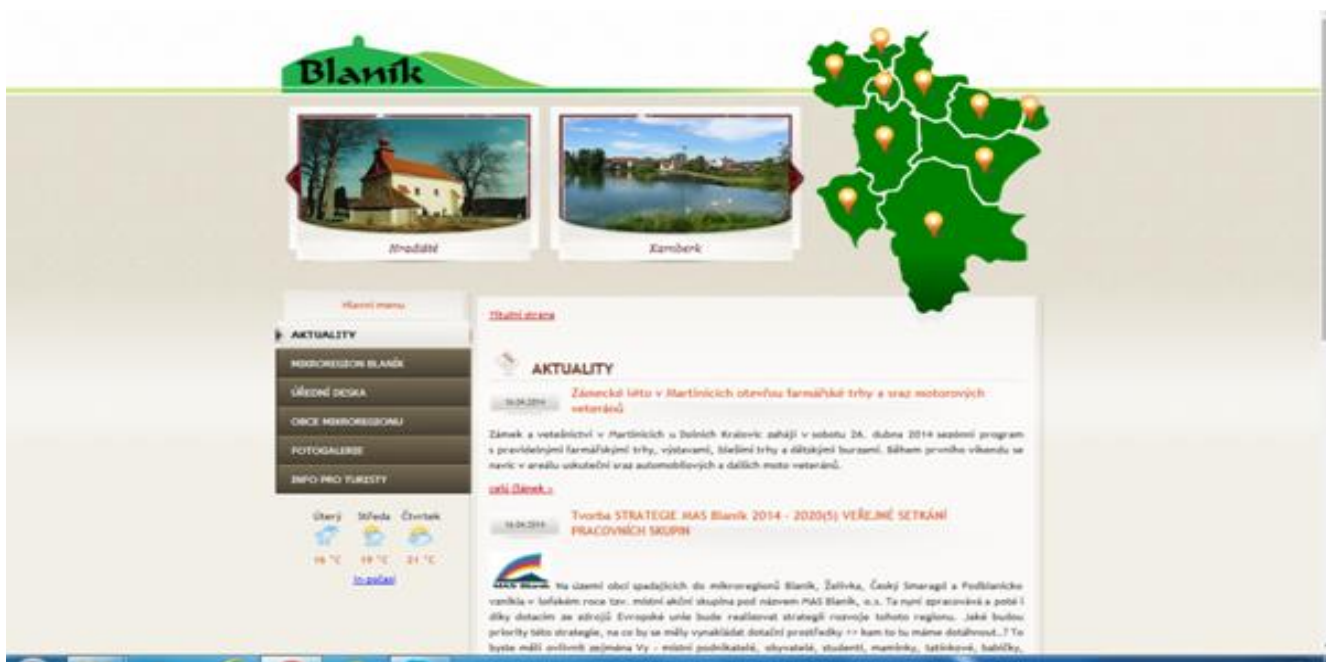 Blaník
Hradiště
Kamberk
Hlavní menu
AKTUALITY
MIKROREGION BLANÍK
ÚŘEDNÍ DESKA
OBCE MIKROREGIONU
FOTOGALERIE
INFO PRO TURISTY
Úterý Středa Čtvrtek
16 °C 19 °C 21 °C
In-počasí
Titulní strana
AKTUALITY
16.04.2014
Zámecké léto v Martinicích otevřou farmářské trhy a sraz motorových
veteránů
Zámek a vetešnictví v Martinicích u Dolních Kralovic zahájí v sobotu 26. dubna 2014 sezónní program
s pravidelnými farmářskými trhy, výstavami, blešími trhy a dětskými burzami. Během prvního víkendu se
navíc v areálu uskuteční sraz automobilových a dalších moto veteránů.
celý článek »
16.04.2014
Tvorba STRATEGIE MAS Blaník 2014 - 2020(5) VEŘEJNÉ SETKÁNÍ
PRACOVNÍCH SKUPIN
MAS Blaník
Na území obcí spadajících do mikroregionů Blaník, Želivka, Český Smaragd a Podblanicko
vznikla v loňském roce tzv. místní akční skupina pod názvem MAS Blaník, o.s. Ta nyní zpracovává a poté i
díky dotacím ze zdrojů Evropské unie bude realizovat strategii rozvoje tohoto regionu. Jaké budou
priority této strategie, na co by se měly vynakládat dotační prostředky >> kam to tu máme dotáhnout..? To
byste měli ovlivnit zejména Vy - místní podnikatelé, obyvatelé, studenti, maminky, tatínkové, babičky,